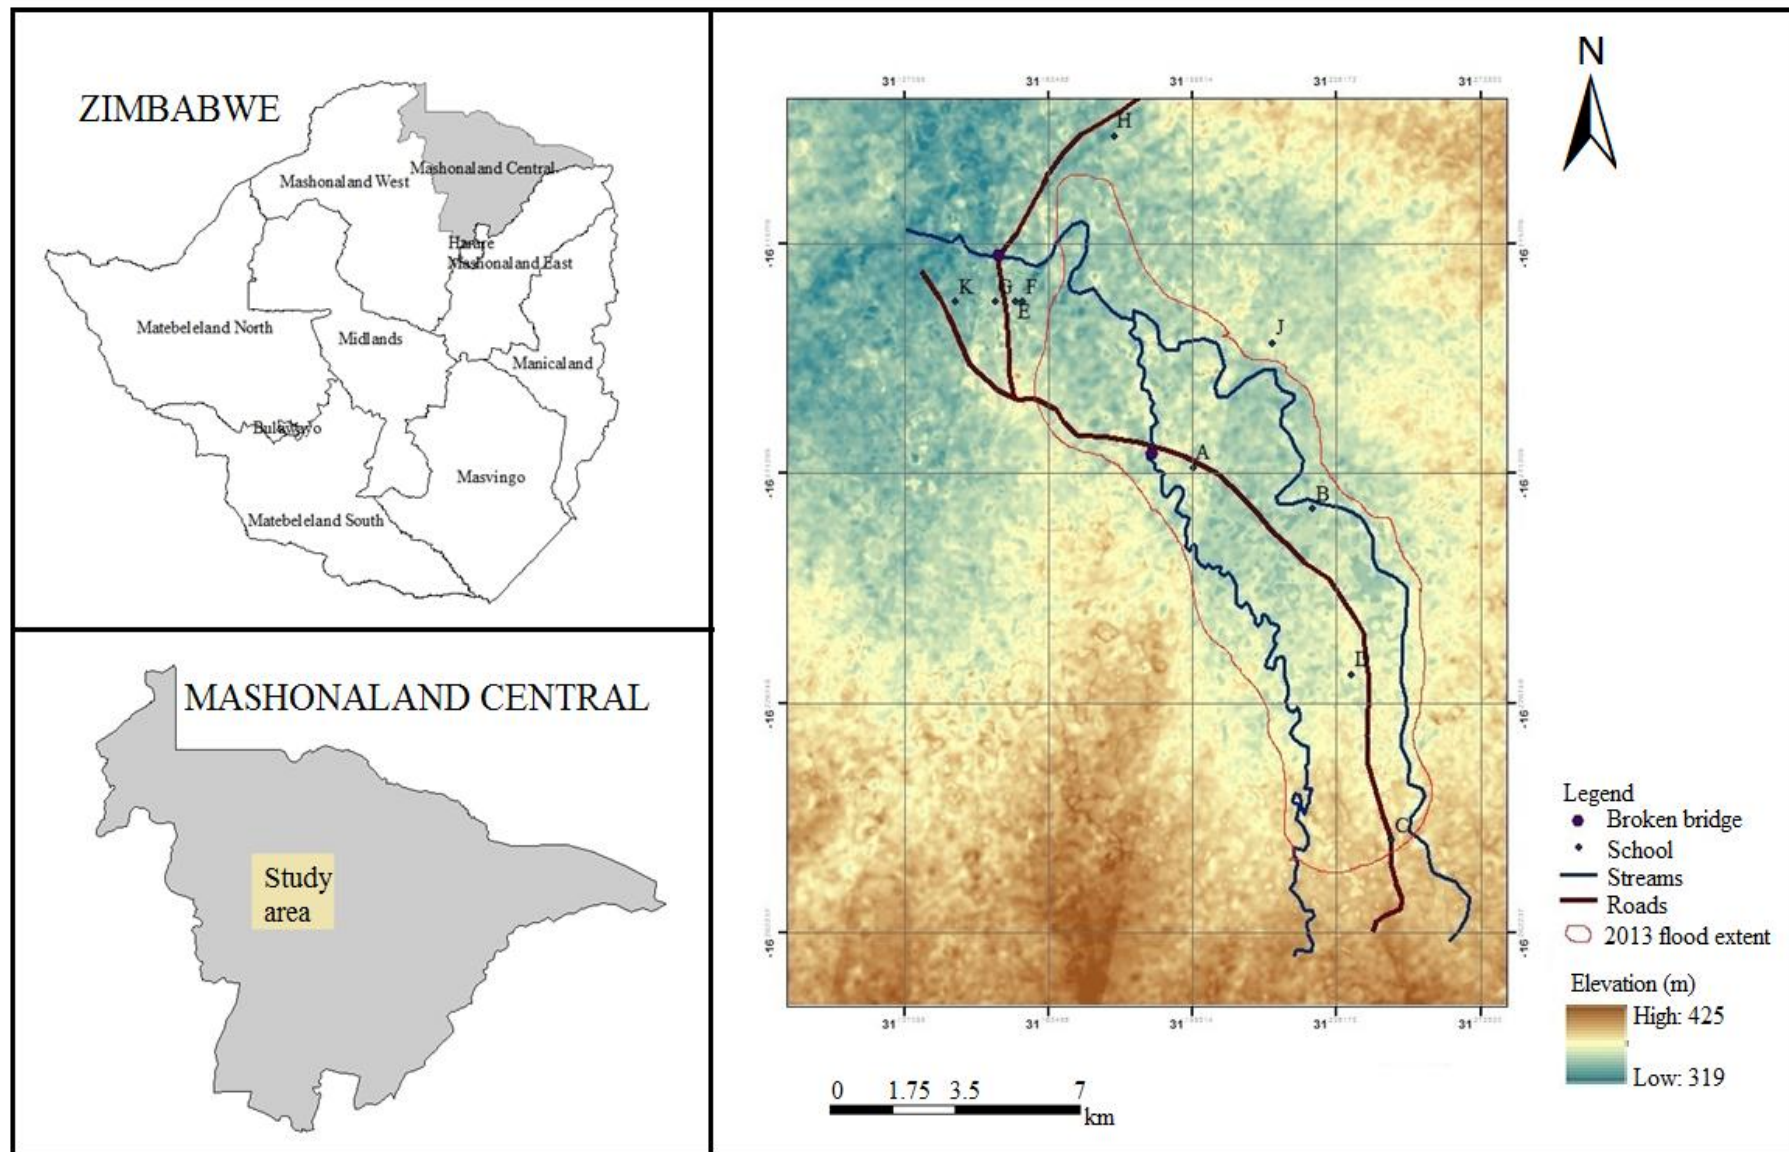 ZIMBABWE
Mashonaland Central
Mashonaland West
Harare
Mashonaland East
Matebeleland North
Midlands
Manicaland
Bulawayo
Masvingo
Matebeleland South
MASHONALAND CENTRAL
Study
area
N
H
K
G
F
E
J
A
B
D
C
Legend
Broken bridge
School
Streams
Roads
2013 flood extent
Elevation (m)
High: 425
Low: 319
0 1.75 3.5 7
km